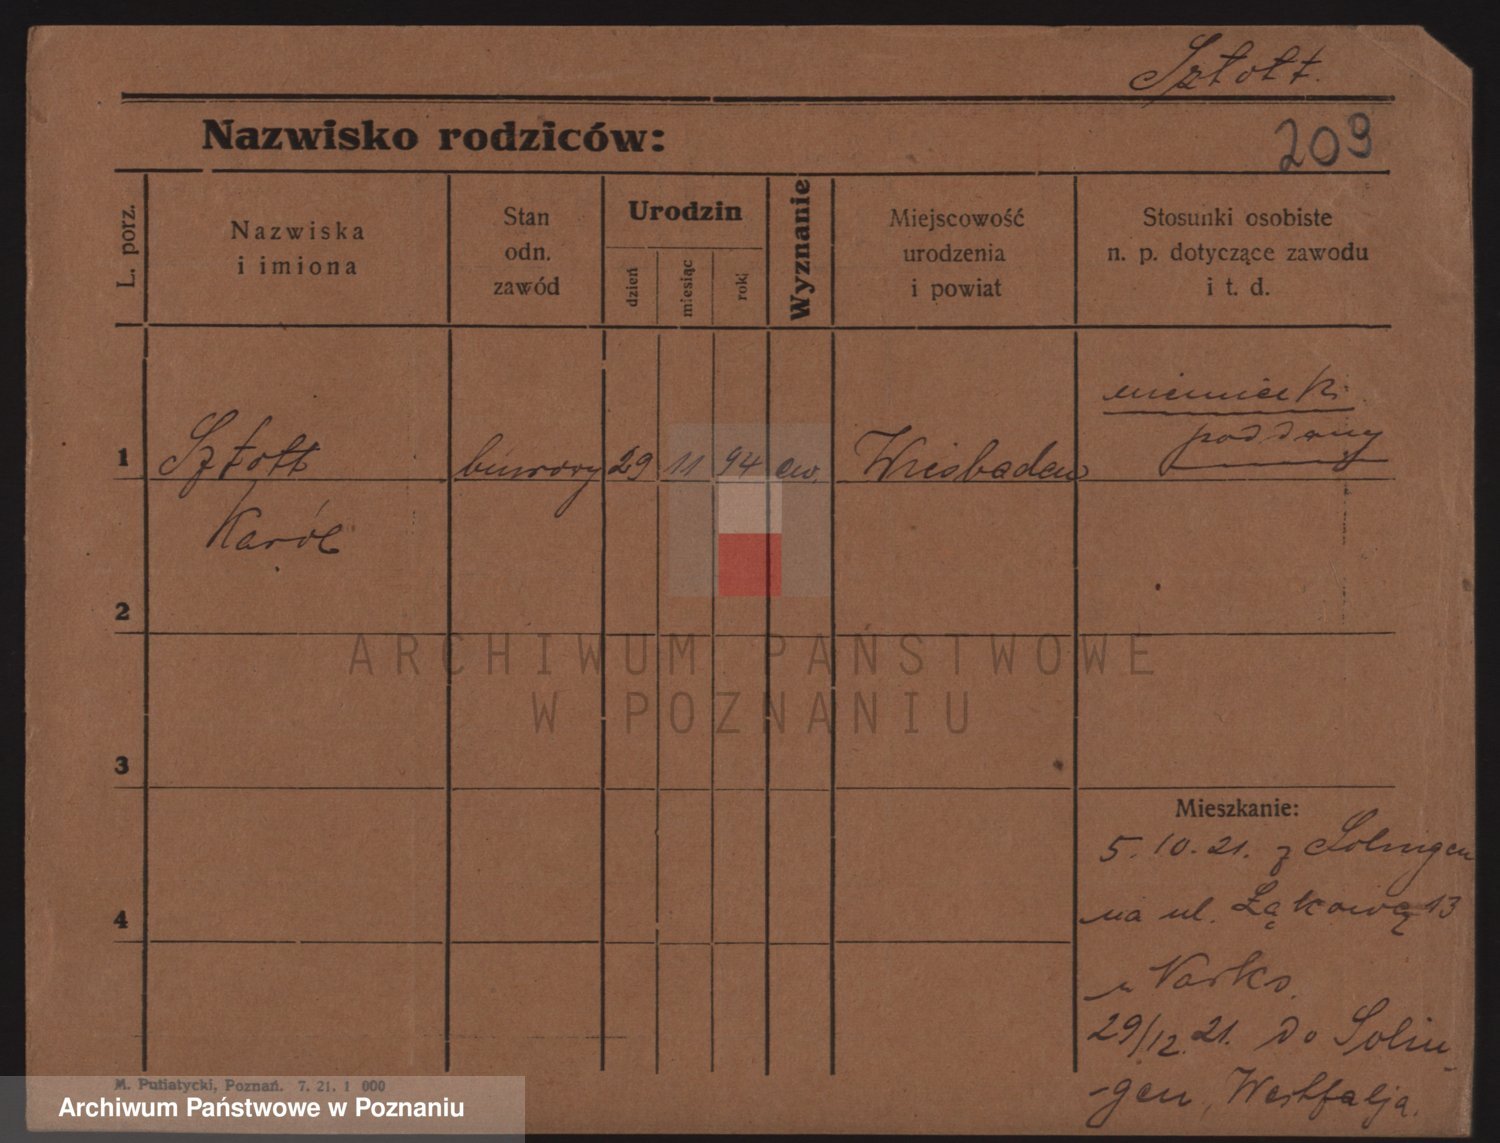 Sztott.
Nazwisko rodziców:
209
L. porz.
Nazwiska
i imiona
Stan
odn.
zawód
Urodzin
dzień
miesiąc
rok
Wyznanie
Miejscowość
urodzenia
i powiat
Stosunki osobiste
n. p. dotyczące zawodu
i t. d.
niemiecki
poddany
1
Sztott
biurowy
29
11
94
ew.
Wiesbaden
Karól
2
ARCHIWUM PAŃSTWOWE
W POZNANIU
3
Mieszkanie:
5. 10. 21. z Solingen
na ul. Łąkową 13
4
u
29/12. 21. do Solin-
-gen, Westfalja.
M. Putiatycki, Poznań. 7. 21. 1 000
Archiwum Państwowe w Poznaniu